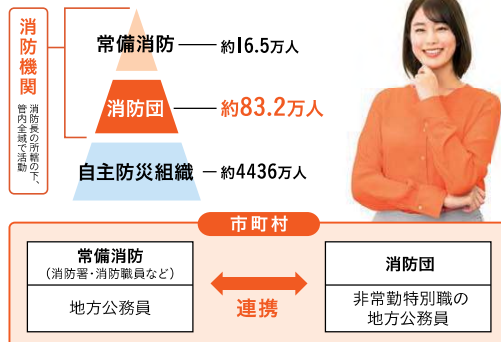 消防機関
消防長の所轄の下、
管内全域で活動
常備消防
約16.5万人
消防団
約83.2万人
自主防災組織
約4436万人
市町村
常備消防
（消防署・消防職員など）
地方公務員
連携
消防団
非常勤特別職の
地方公務員